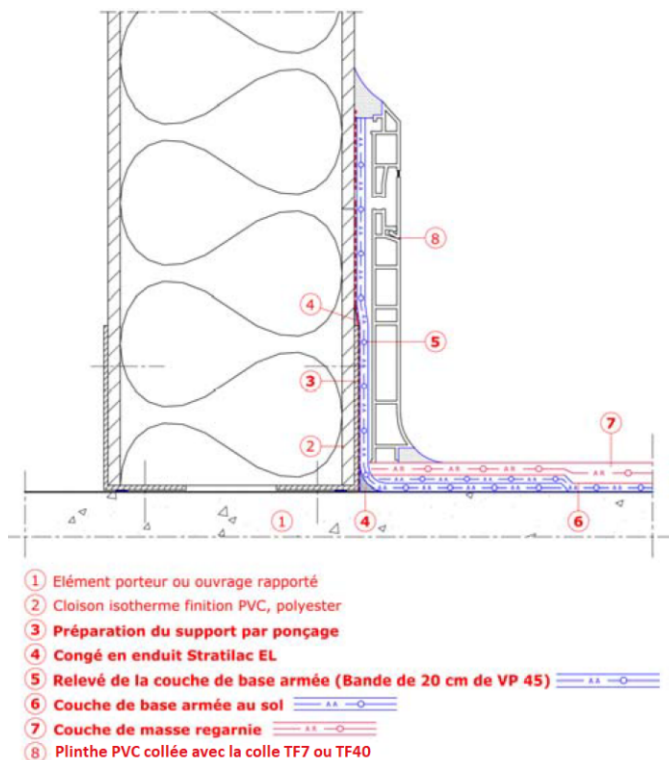 8
4
5
3
7
2
1
4
6
1 Elément porteur ou ouvrage rapporté
2 Cloison isotherme finition PVC, polyester
3 Préparation du support par ponçage
4 Congé en enduit Stratilac EL
5 Relevé de la couche de base armée (Bande de 20 cm de VP 45)
6 Couche de base armée au sol
7 Couche de masse regarnie
8 Plinthe PVC collée avec la colle TF7 ou TF40